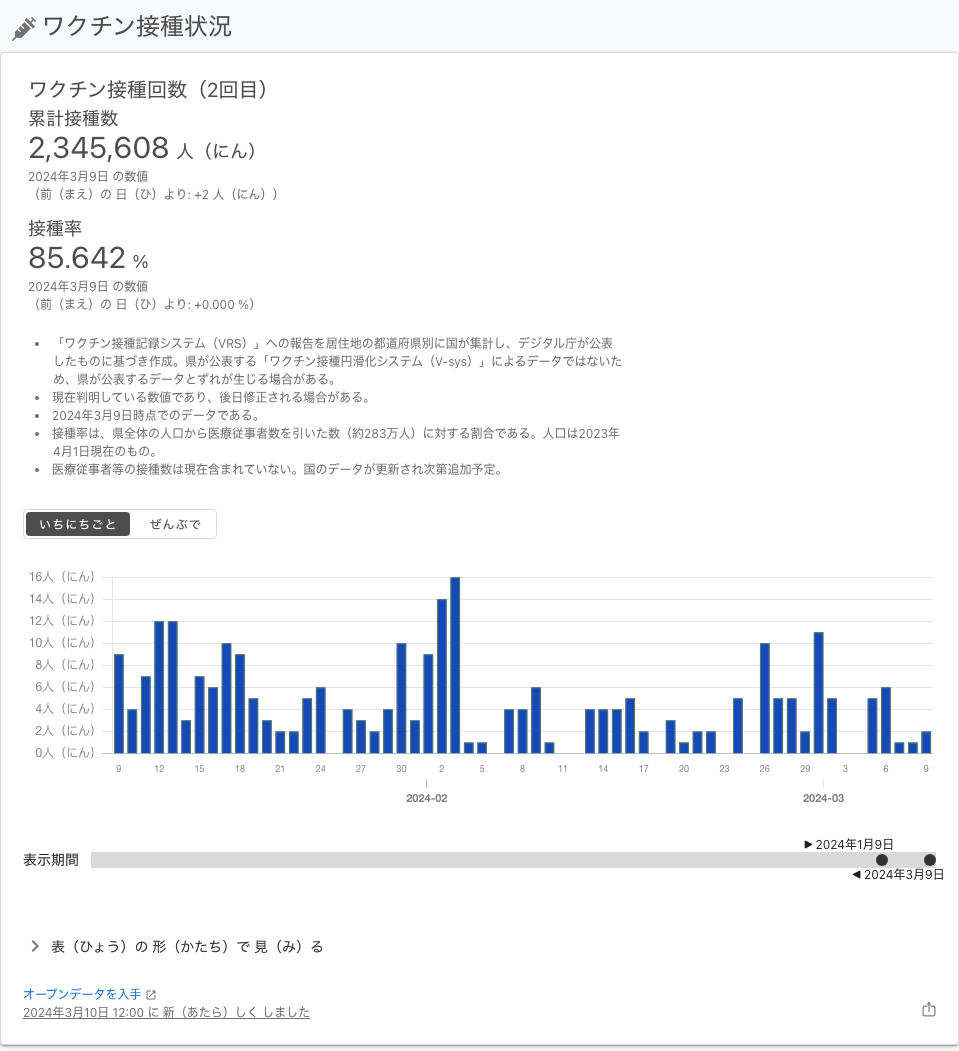 ワクチン接種状況
ワクチン接種回数（2回目）
累計接種数
2,345,608 人（にん）
2024年3月9日 の数値
（前（まえ）の 日（ひ）より: +2 人（にん））
接種率
85.642 %
2024年3月9日 の数値
（前（まえ）の 日（ひ）より: +0.000 %）
• 「ワクチン接種記録システム（VRS）」への報告を居住地の都道府県別に国が集計し、デジタル庁が公表
したものに基づき作成。県が公表する「ワクチン接種円滑化システム（V-sys）」によるデータではないた
め、県が公表するデータとずれが生じる場合がある。
• 現在判明している数値であり、後日修正される場合がある。
• 2024年3月9日時点でのデータである。
• 接種率は、県全体の人口から医療従事者数を引いた数（約283万人）に対する割合である。人口は2023年
4月1日現在のもの。
• 医療従事者等の接種数は現在含まれていない。国のデータが更新され次第追加予定。
いちにちごと ぜんぶで
16人（にん）
14人（にん）
12人（にん）
10人（にん）
8人（にん）
6人（にん）
4人（にん）
2人（にん）
0人（にん）
9 12 15 18 21 24 27 30 2 5 8 11 14 17 20 23 26 29 3 6 9
2024-02 2024-03
▶ 2024年1月9日
表示期間
◀ 2024年3月9日
表（ひょう）の 形（かたち）で 見（み）る
オープンデータを入手
2024年3月10日 12:00 に 新（あたら）しく しました